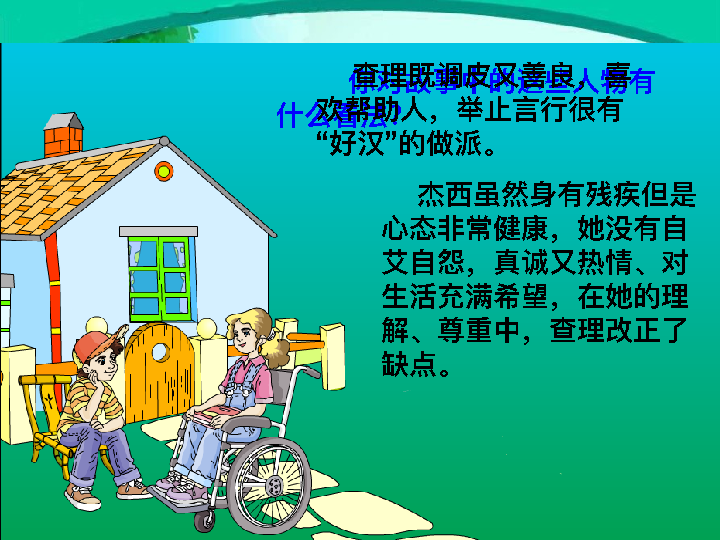 你对故事中的这些人物有
什么看法？
查理既调皮又善良，喜
欢帮助人，举止言行很有
“好汉”的做派。
杰西虽然身有残疾但是
心态非常健康，她没有自
艾自怨，真诚又热情、对
生活充满希望，在她的理
解、尊重中，查理改正了
缺点。